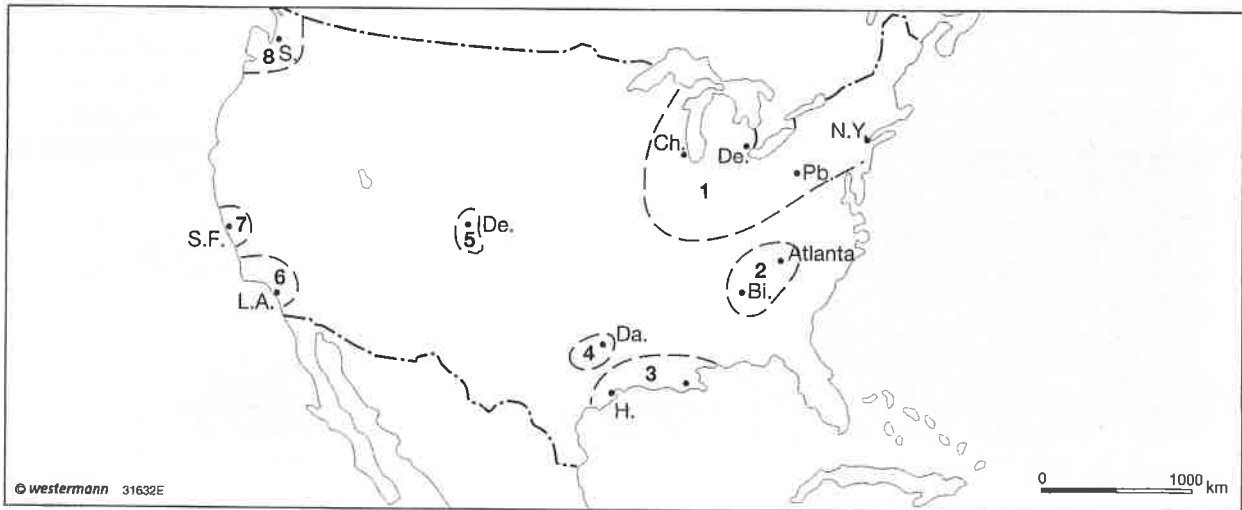 8 S.
N.Y.
Ch.
De.
Pb.
1
7
S.F.
De.
5
Atlanta
2
6
L.A.
Bi.
Da.
4
3
H.
© westermann 31632E
0 1000 km